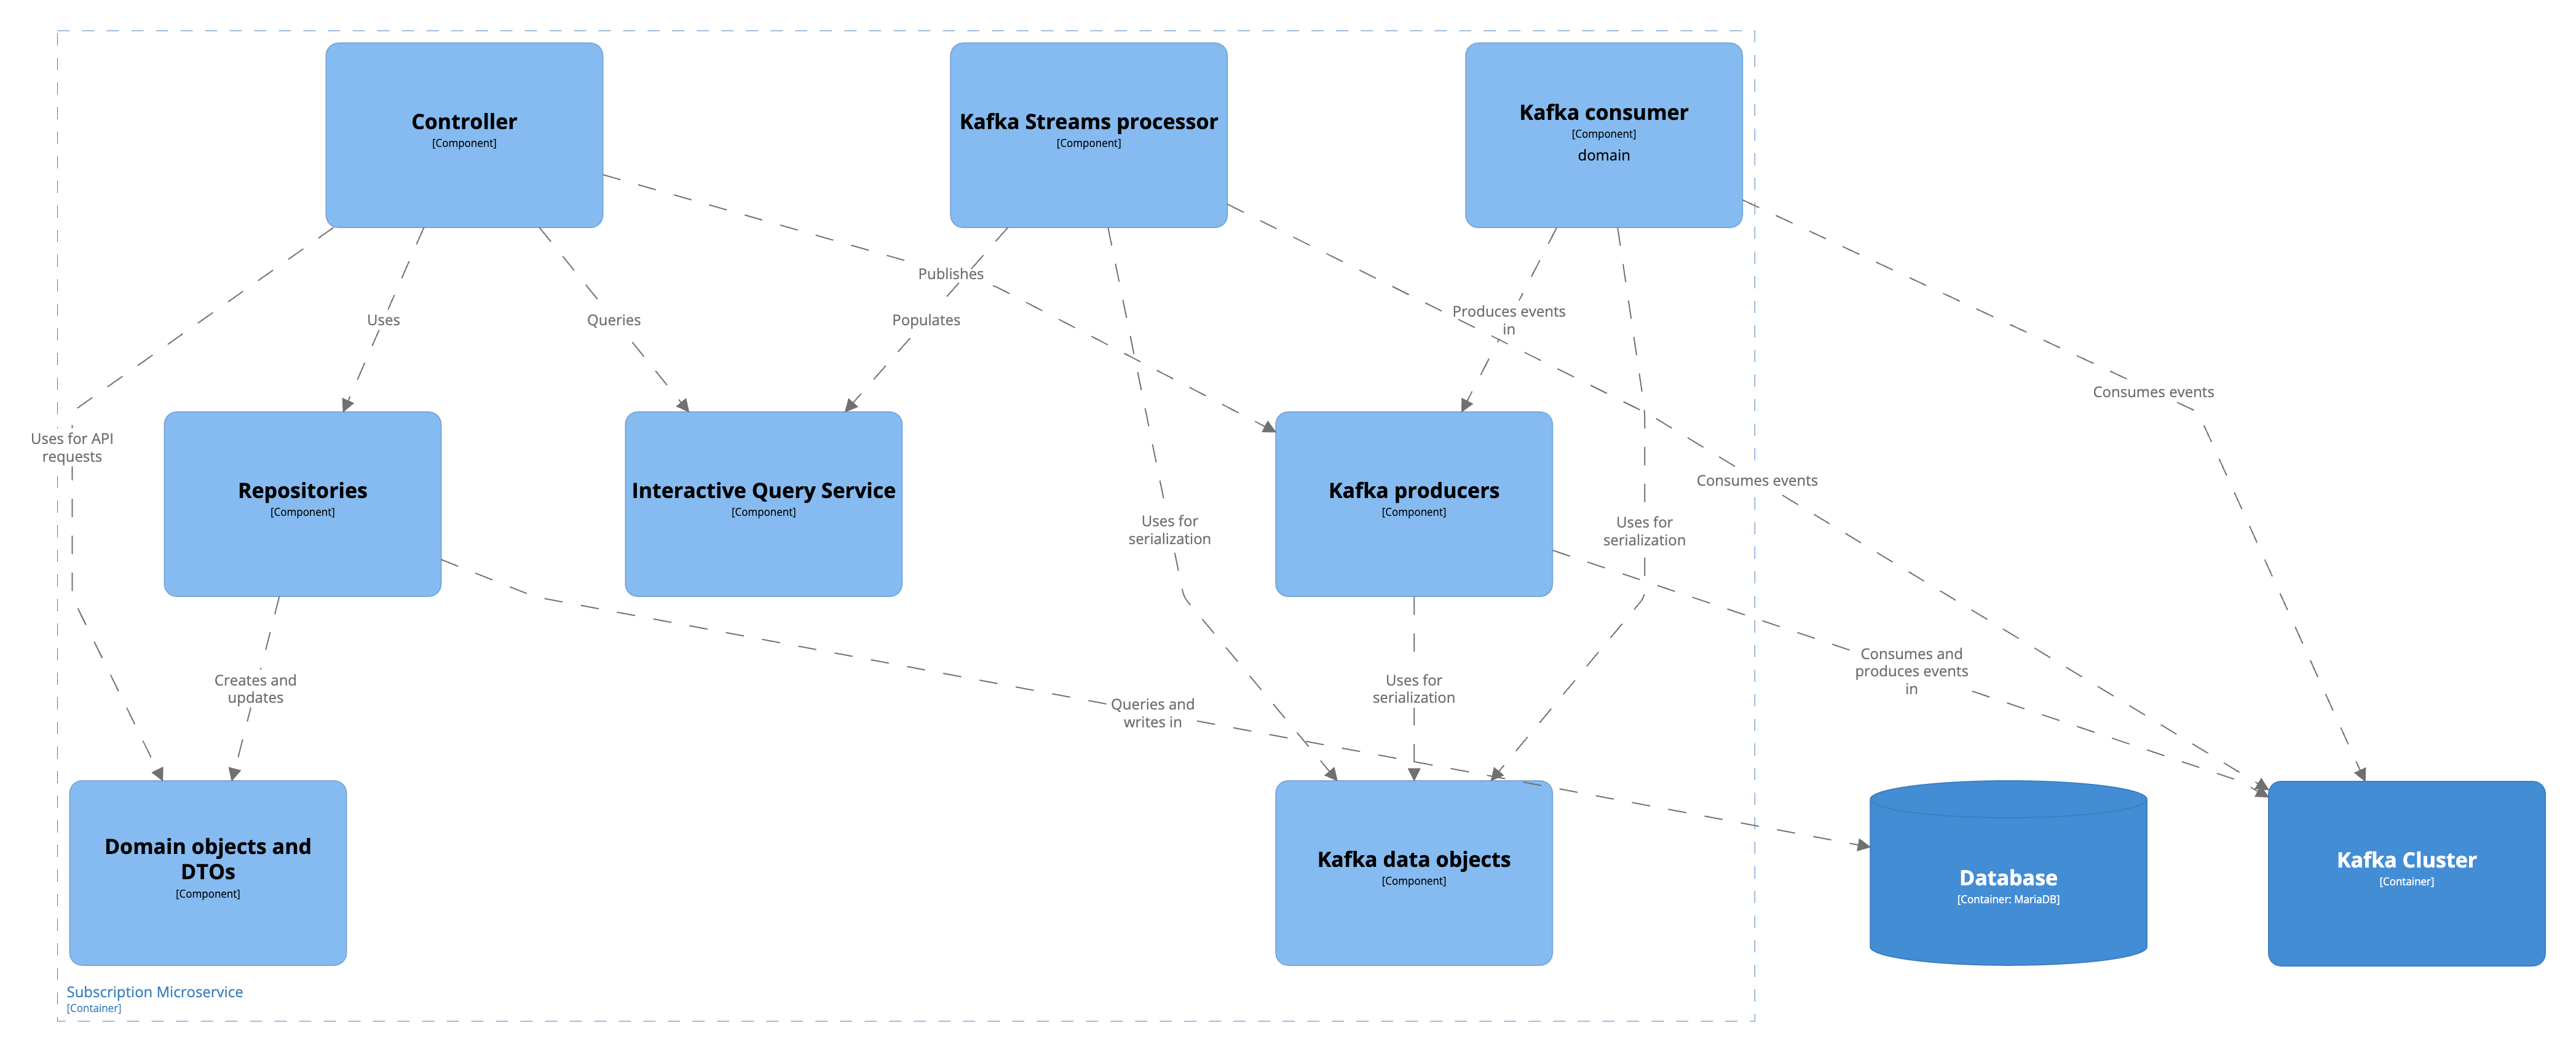 Controller
[Component]
Kafka Streams processor
[Component]
Kafka consumer
[Component]
domain
Publishes
Uses
Queries
Populates
Produces events
in
Consumes events
Uses for API
requests
Repositories
[Component]
Interactive Query Service
[Component]
Uses for
serialization
Kafka producers
[Component]
Uses for
serialization
Consumes events
Creates and
updates
Queries and
writes in
Uses for
serialization
Consumes and
produces events
in
Domain objects and
DTOs
[Component]
Kafka data objects
[Component]
Database
[Container: MariaDB]
Kafka Cluster
[Container]
Subscription Microservice
[Container]